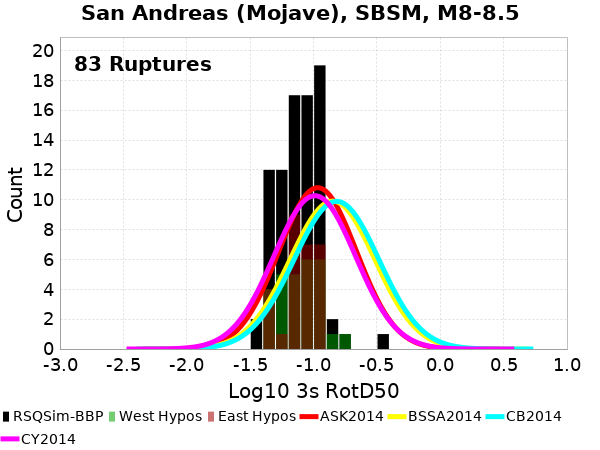 San Andreas (Mojave), SBSM, M8-8.5
83 Ruptures
20
18
16
14
12
10
8
6
4
2
0
Count
-3.0 -2.5 -2.0 -1.5 -1.0 -0.5 0.0 0.5 1.0
Log10 3s RotD50
RSQSim-BBP West Hypos East Hypos ASK2014 BSSA2014 CB2014
CY2014